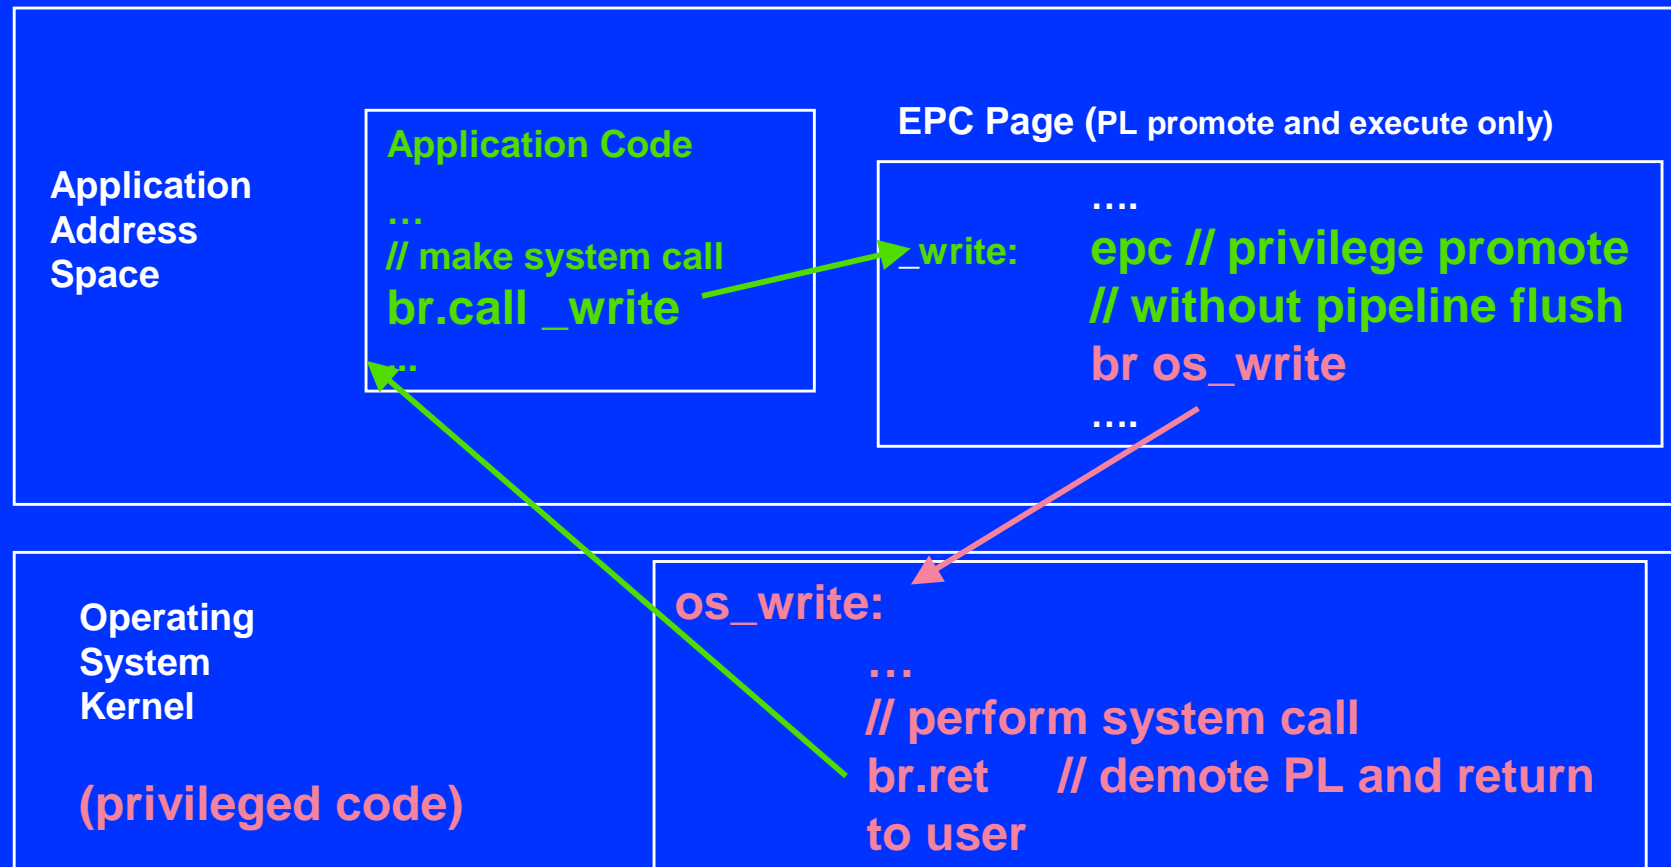 Application
Address
Space
Application Code
…
// make system call
br.call _write
...
EPC Page (PL promote and execute only)
….
_write: epc // privilege promote
// without pipeline flush
br os_write
….
Operating
System
Kernel
(privileged code)
os_write:
…
// perform system call
br.ret // demote PL and return
to user